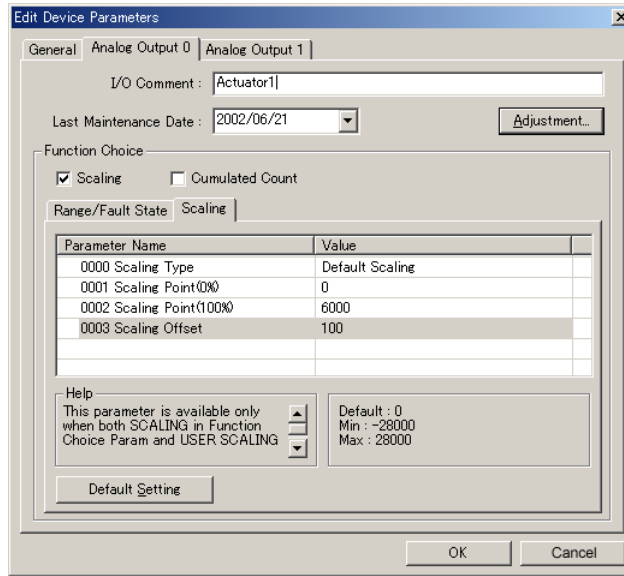 Edit Device Parameters
General Analog Output 0 Analog Output 1
I/O Comment : Actuator1
Last Maintenance Date : 2002/06/21 Adjustment...
Function Choice
Scaling Cumulated Count
Range/Fault State Scaling
Parameter Name Value
0000 Scaling Type Default Scaling
0001 Scaling Point(0%) 0
0002 Scaling Point(100%) 6000
0003 Scaling Offset 100
Help
This parameter is available only
when both SCALING in Function
Choice Param and USER SCALING
Default : 0
Min : -28000
Max : 28000
Default Setting
OK Cancel